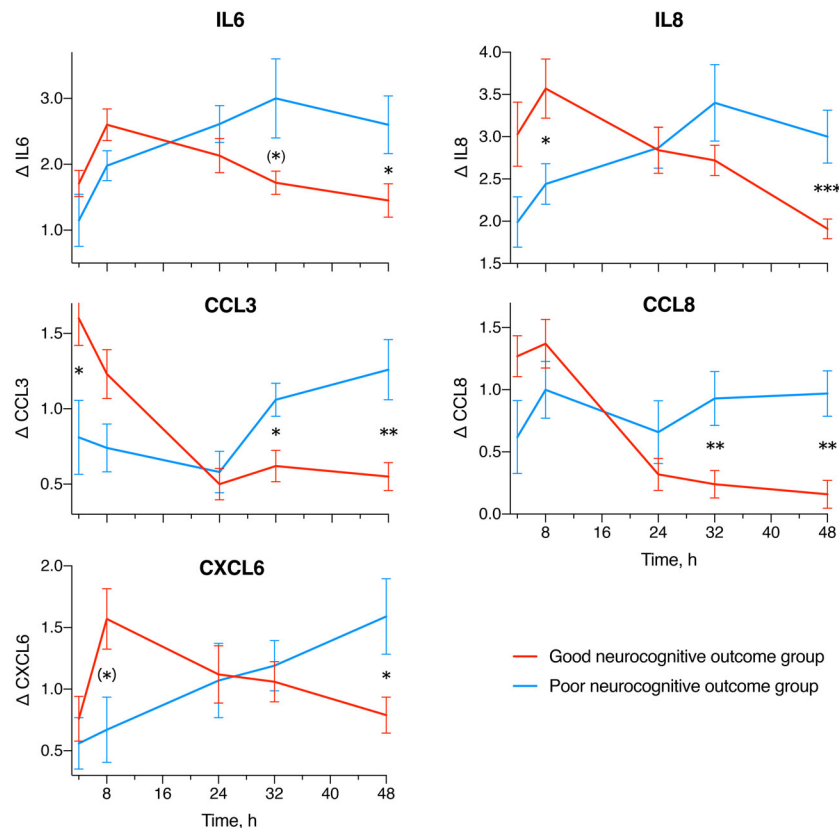 IL6
Δ IL6
3.0
2.0
1.0
(*)
*
IL8
Δ IL8
4.0
3.5
3.0
2.5
2.0
1.5
*
***
CCL3
Δ CCL3
1.5
1.0
0.5
*
*
**
CCL8
Δ CCL8
1.5
1.0
0.5
0.0
**
**
8 16 24 32 40 48
Time, h
CXCL6
Δ CXCL6
2.0
1.5
1.0
0.5
(*)
*
8 16 24 32 40 48
Time, h
Good neurocognitive outcome group
Poor neurocognitive outcome group